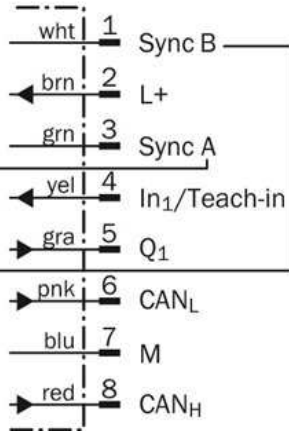 wht 1 Sync B
brn 2 L+
grn 3 Sync A
yel 4 In₁/Teach-in
gra 5 Q₁
pnk 6 CANL
blu 7 M
red 8 CANH